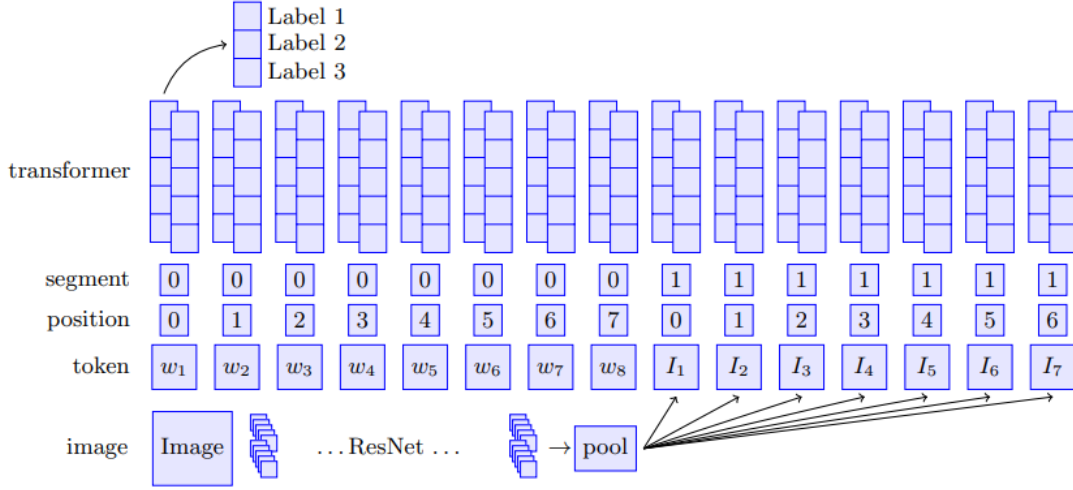 Label 1
Label 2
Label 3
transformer
segment 0 0 0 0 0 0 0 0 1 1 1 1 1 1 1
position 0 1 2 3 4 5 6 7 0 1 2 3 4 5 6
token w₁ w₂ w₃ w₄ w₅ w₆ w₇ w₈ I₁ I₂ I₃ I₄ I₅ I₆ I₇
image Image ...ResNet ... pool